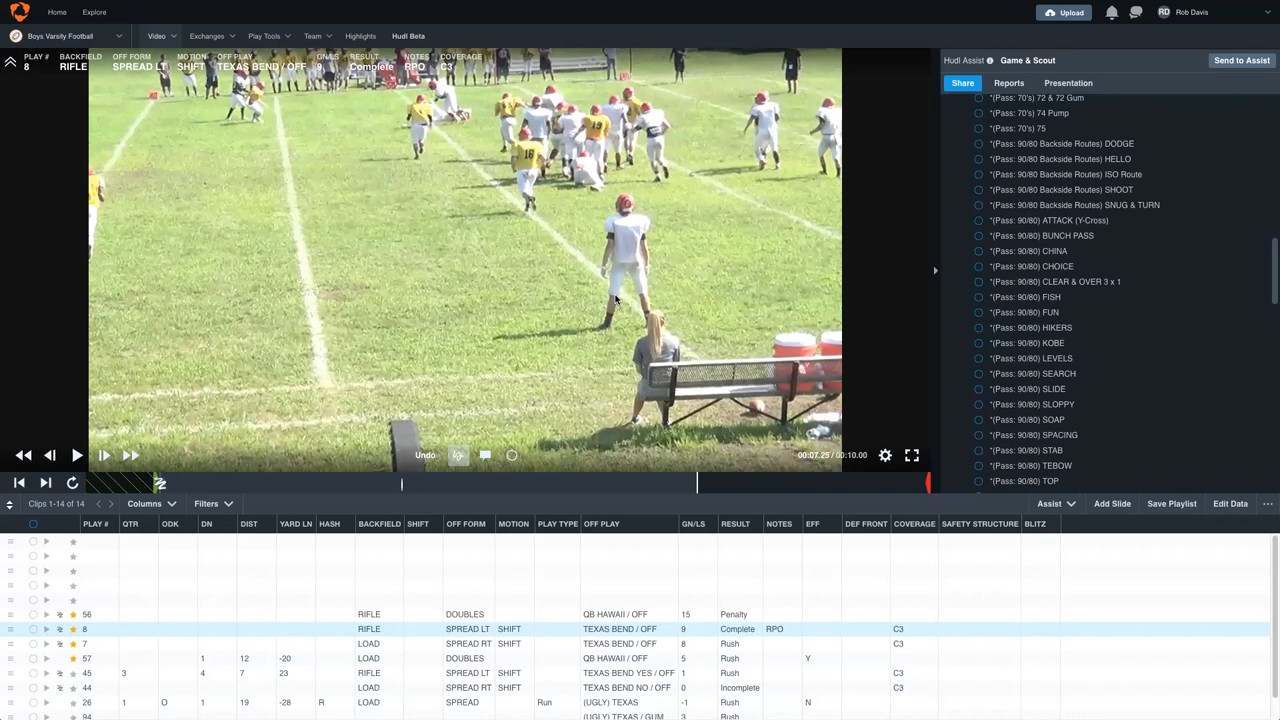 Home Explore Upload RD Rob Davis
Boys Varsity Football Video Exchanges Play Tools Team Highlights Hudl Beta
PLAY # BACKFIELD OFF FORM MOTION OFF PLAY GN/LS RESULT NOTES COVERAGE
8 RIFLE SPREAD LT SHIFT TEXAS BEND / OFF 9 Complete RPO C3
Hudl Assist Game & Scout Send to Assist
Share Reports Presentation
*(Pass: 70's) 72 & 72 Gum
*(Pass: 70's) 74 Pump
*(Pass: 70's) 75
*(Pass: 90/80 Backside Routes) DODGE
*(Pass: 90/80 Backside Routes) HELLO
*(Pass: 90/80 Backside Routes) ISO Route
*(Pass: 90/80 Backside Routes) SHOOT
*(Pass: 90/80 Backside Routes) SNUG & TURN
*(Pass: 90/80) ATTACK (Y-Cross)
*(Pass: 90/80) BUNCH PASS
*(Pass: 90/80) CHINA
*(Pass: 90/80) CHOICE
*(Pass: 90/80) CLEAR & OVER 3 x 1
*(Pass: 90/80) FISH
*(Pass: 90/80) FUN
*(Pass: 90/80) HIKERS
*(Pass: 90/80) KOBE
*(Pass: 90/80) LEVELS
*(Pass: 90/80) SEARCH
*(Pass: 90/80) SLIDE
*(Pass: 90/80) SLOPPY
*(Pass: 90/80) SOAP
*(Pass: 90/80) SPACING
*(Pass: 90/80) STAB
*(Pass: 90/80) TEBOW
*(Pass: 90/80) TOP
19
16
Undo 00:07.25 / 00:10.00
Clips 1-14 of 14 Columns Filters Assist Add Slide Save Playlist Edit Data
PLAY # QTR ODK DN DIST YARD LN HASH BACKFIELD SHIFT OFF FORM MOTION PLAY TYPE OFF PLAY GN/LS RESULT NOTES EFF DEF FRONT COVERAGE SAFETY STRUCTURE BLITZ
56 RIFLE DOUBLES QB HAWAII / OFF 15 Penalty
8 RIFLE SPREAD LT SHIFT TEXAS BEND / OFF 9 Complete RPO C3
7 LOAD SPREAD RT SHIFT TEXAS BEND / OFF 8 Rush C3
57 1 12 -20 LOAD DOUBLES QB HAWAII / OFF 5 Rush Y
45 3 4 7 23 RIFLE SPREAD LT SHIFT TEXAS BEND YES / OFF 1 Rush C3
44 LOAD SPREAD RT SHIFT TEXAS BEND NO / OFF 0 Incomplete C3
26 1 O 1 19 -28 R LOAD SPREAD Run (UGLY) TEXAS -1 Rush N
94 (UGLY) TEXAS / GUM 3 Rush